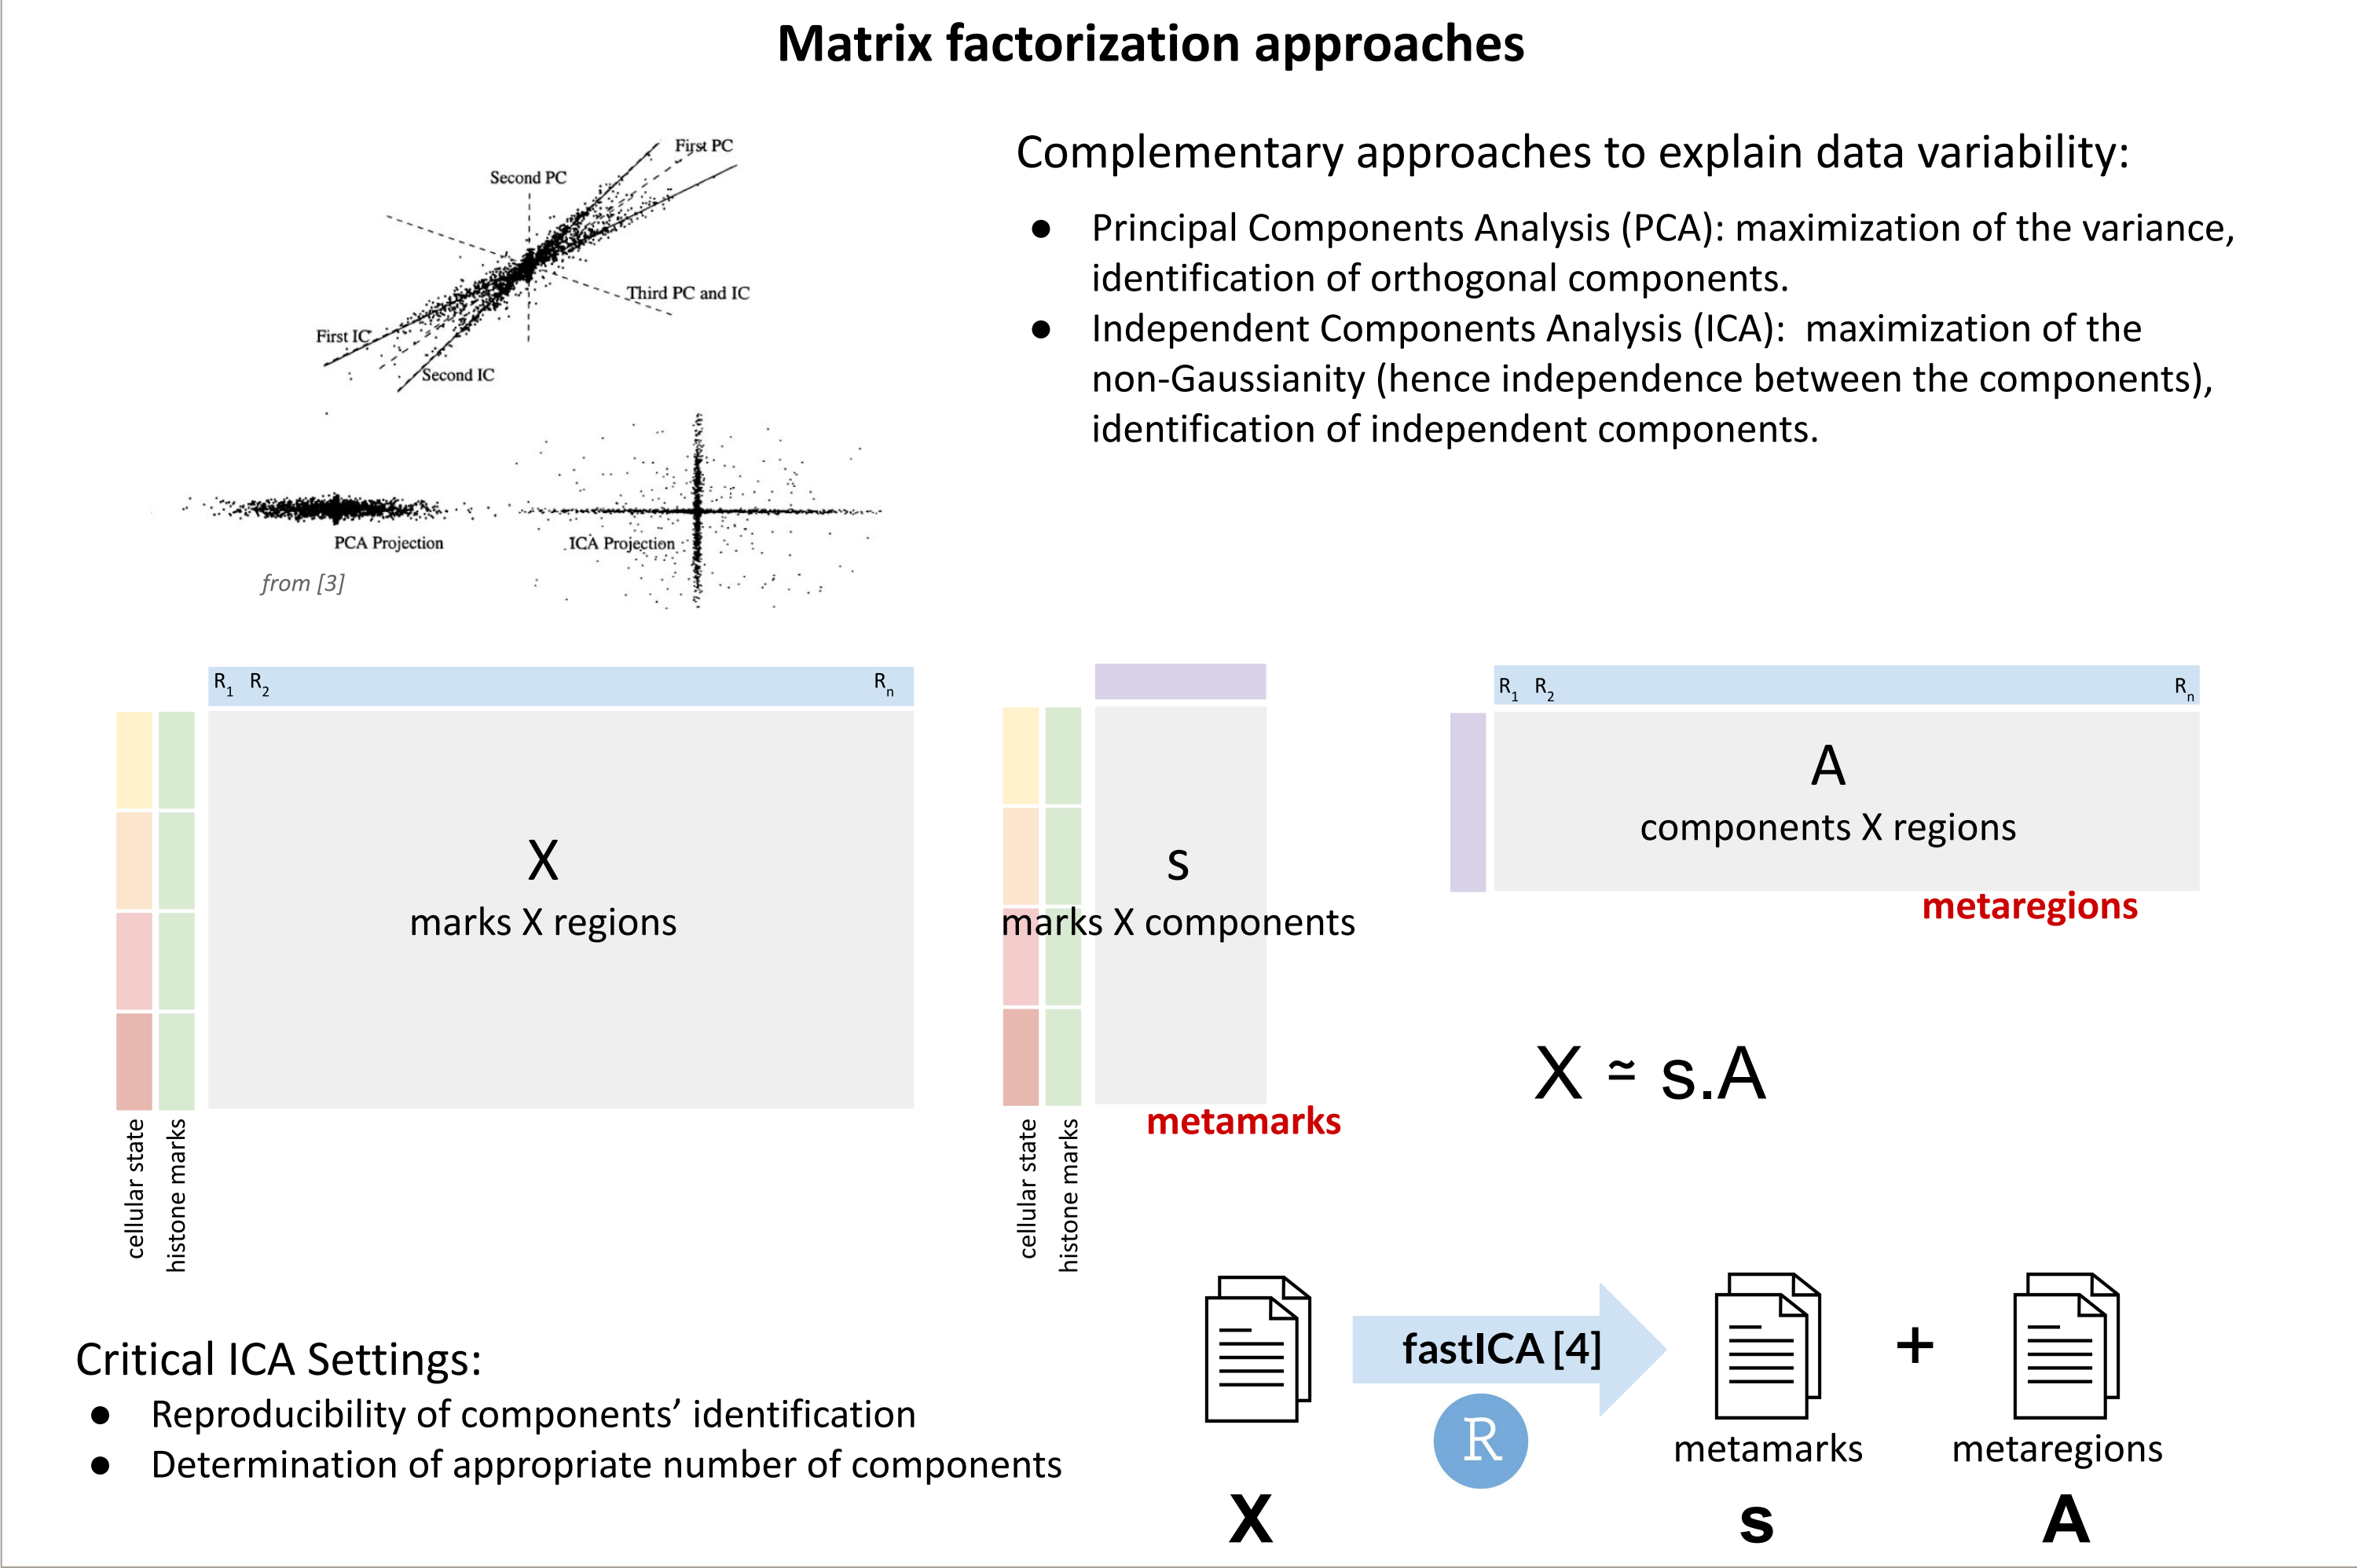 Matrix factorization approaches
First PC
Second PC
Third PC and IC
First IC
Second IC
PCA Projection
ICA Projection
from [3]
Complementary approaches to explain data variability:
● Principal Components Analysis (PCA): maximization of the variance,
identification of orthogonal components.
● Independent Components Analysis (ICA):  maximization of the
non-Gaussianity (hence independence between the components),
identification of independent components.
R1 R2 Rn
X
marks X regions
cellular state
histone marks
s
marks X components
metamarks
cellular state
histone marks
R1 R2 Rn
A
components X regions
metaregions
X ≃ s.A
Critical ICA Settings:
● Reproducibility of components’ identification
● Determination of appropriate number of components
X
fastICA [4]
R
+
metamarks
s
metaregions
A